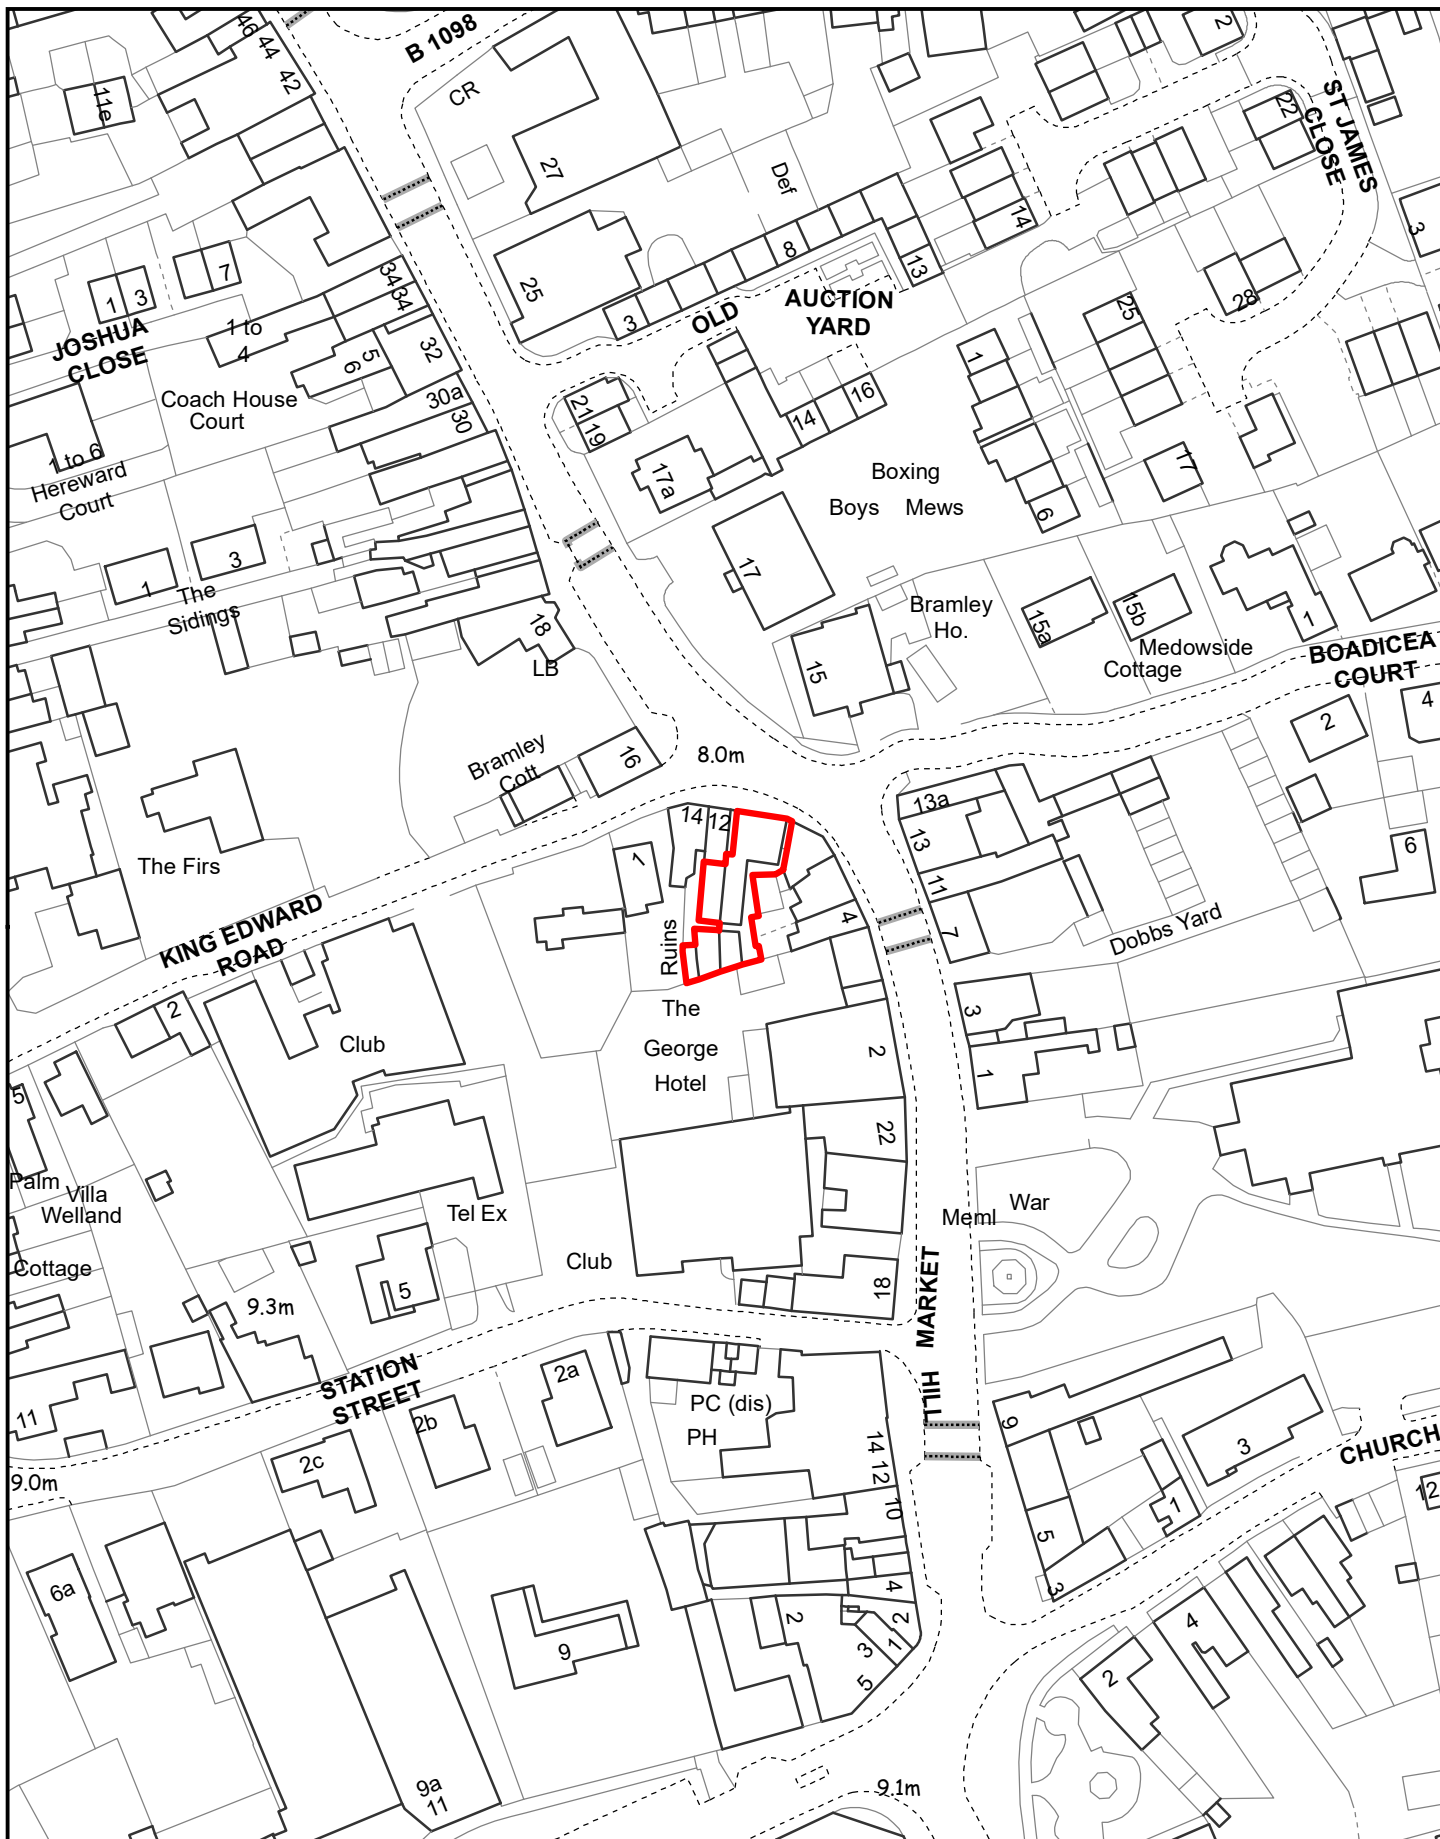 46
44
42
B 1098
CR
11e
27
Def
2
22
ST JAMES
CLOSE
14
3
13
8
7
1
3
25
34
34
AUCTION
YARD
OLD
3
JOSHUA
CLOSE
1 to
4
5
6
32
28
25
1
Coach House
Court
30a
30
21
19
14
16
1 to 6
Hereward
Court
17a
Boxing
Boys Mews
17
6
1
3
The
Sidings
17
18
LB
Bramley
Ho.
15a
15b
1
Medowside
Cottage
BOADICEA
COURT
15
2
4
Bramley
Cott
16
8.0m
13a
13
14
12
1
The Firs
11
6
4
7
Dobbs Yard
KING EDWARD
ROAD
Ruins
2
Club
The
George
Hotel
2
3
1
5
22
Palm Villa
Welland
Cottage
Tel Ex
War
Meml
Club
5
9.3m
18
MARKET
HILL
STATION
STREET
2a
2b
2c
11
9.0m
PC (dis)
PH
14
12
10
9
3
CHURCH
12
1
5
3
6a
4
2
2
1
3
5
9
4
2
9a
11
9.1m